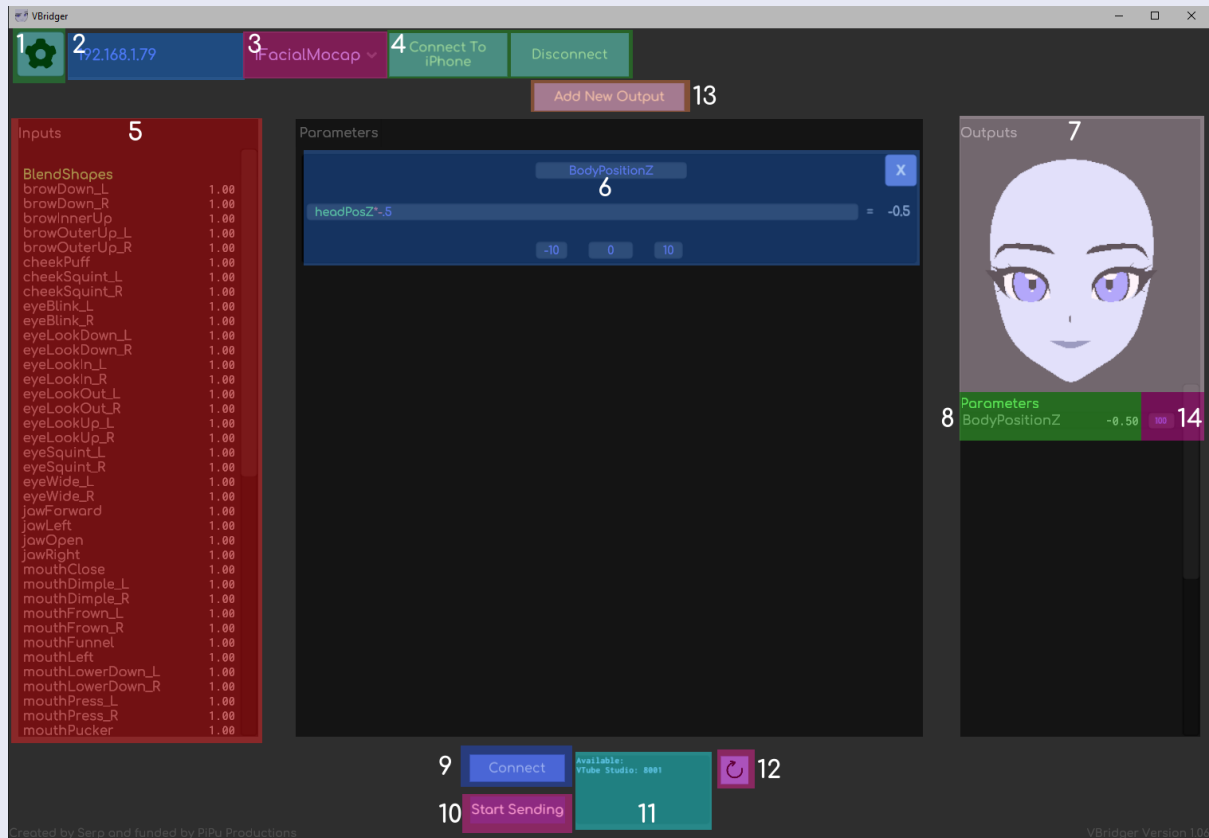 VBridger
1
2
192.168.1.79
3
iFacialMocap
4
Connect To
iPhone
Disconnect
Add New Output
13
Inputs
5
BlendShapes
browDown_L 1.00
browDown_R 1.00
browInnerUp 1.00
browOuterUp_L 1.00
browOuterUp_R 1.00
cheekPuff 1.00
cheekSquint_L 1.00
cheekSquint_R 1.00
eyeBlink_L 1.00
eyeBlink_R 1.00
eyeLookDown_L 1.00
eyeLookDown_R 1.00
eyeLookIn_L 1.00
eyeLookIn_R 1.00
eyeLookOut_L 1.00
eyeLookOut_R 1.00
eyeLookUp_L 1.00
eyeLookUp_R 1.00
eyeSquint_L 1.00
eyeSquint_R 1.00
eyeWide_L 1.00
eyeWide_R 1.00
jawForward 1.00
jawLeft 1.00
jawOpen 1.00
jawRight 1.00
mouthClose 1.00
mouthDimple_L 1.00
mouthDimple_R 1.00
mouthFrown_L 1.00
mouthFrown_R 1.00
mouthFunnel 1.00
mouthLeft 1.00
mouthLowerDown_L 1.00
mouthLowerDown_R 1.00
mouthPress_L 1.00
mouthPress_R 1.00
mouthPucker 1.00
Parameters
BodyPositionZ
X
6
headPosZ*-.5 = -0.5
-10 0 10
Outputs
7
8
Parameters
BodyPositionZ -0.50 100
14
9
Connect
10
Start Sending
Available:
VTube Studio: 8001
11
12
Created by Serp and funded by PiPu Productions
VBridger Version 1.06